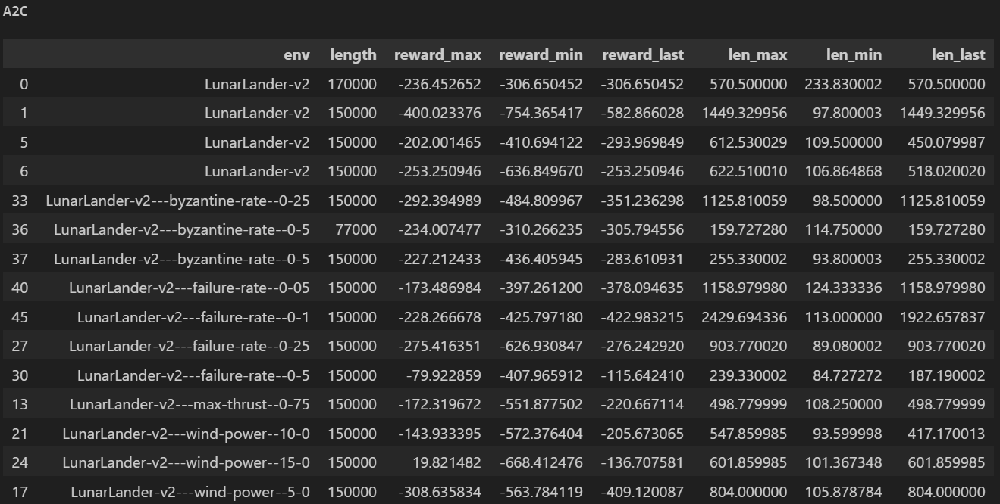 A2C
env length reward_max reward_min reward_last len_max len_min len_last
0 LunarLander-v2 170000 -236.452652 -306.650452 -306.650452 570.500000 233.830002 570.500000
1 LunarLander-v2 150000 -400.023376 -754.365417 -582.866028 1449.329956 97.800003 1449.329956
5 LunarLander-v2 150000 -202.001465 -410.694122 -293.969849 612.530029 109.500000 450.079987
6 LunarLander-v2 150000 -253.250946 -636.849670 -253.250946 622.510010 106.864868 518.020020
33 LunarLander-v2---byzantine-rate--0-25 150000 -292.394989 -484.809967 -351.236298 1125.810059 98.500000 1125.810059
36 LunarLander-v2---byzantine-rate--0-5 77000 -234.007477 -310.266235 -305.794556 159.727280 114.750000 159.727280
37 LunarLander-v2---byzantine-rate--0-5 150000 -227.212433 -436.405945 -283.610931 255.330002 93.800003 255.330002
40 LunarLander-v2---failure-rate--0-05 150000 -173.486984 -397.261200 -378.094635 1158.979980 124.333336 1158.979980
45 LunarLander-v2---failure-rate--0-1 150000 -228.266678 -425.797180 -422.983215 2429.694336 113.000000 1922.657837
27 LunarLander-v2---failure-rate--0-25 150000 -275.416351 -626.930847 -276.242920 903.770020 89.080002 903.770020
30 LunarLander-v2---failure-rate--0-5 150000 -79.922859 -407.965912 -115.642410 239.330002 84.727272 187.190002
13 LunarLander-v2---max-thrust--0-75 150000 -172.319672 -551.877502 -220.667114 498.779999 108.250000 498.779999
21 LunarLander-v2---wind-power--10-0 150000 -143.933395 -572.376404 -205.673065 547.859985 93.599998 417.170013
24 LunarLander-v2---wind-power--15-0 150000 19.821482 -668.412476 -136.707581 601.859985 101.367348 601.859985
17 LunarLander-v2---wind-power--5-0 150000 -308.635834 -563.784119 -409.120087 804.000000 105.878784 804.000000